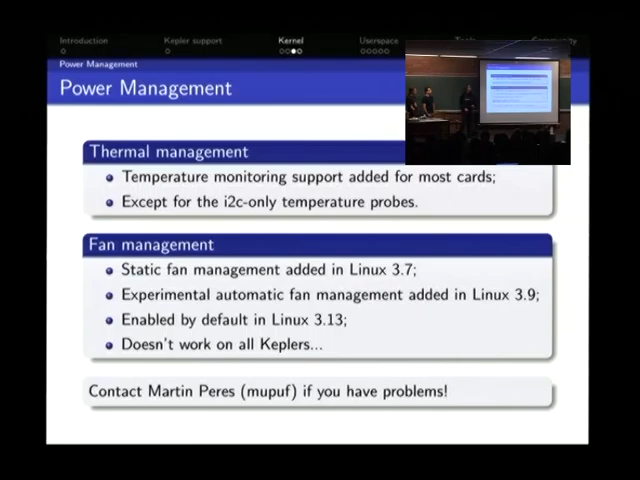 Introduction Kepler support Kernel Userspace Tools Community
Power Management
Power Management
Thermal management
Temperature monitoring support added for most cards;
Except for the i2c-only temperature probes.
Fan management
Static fan management added in Linux 3.7;
Experimental automatic fan management added in Linux 3.9;
Enabled by default in Linux 3.13;
Doesn't work on all Keplers...
Contact Martin Peres (mupuf) if you have problems!